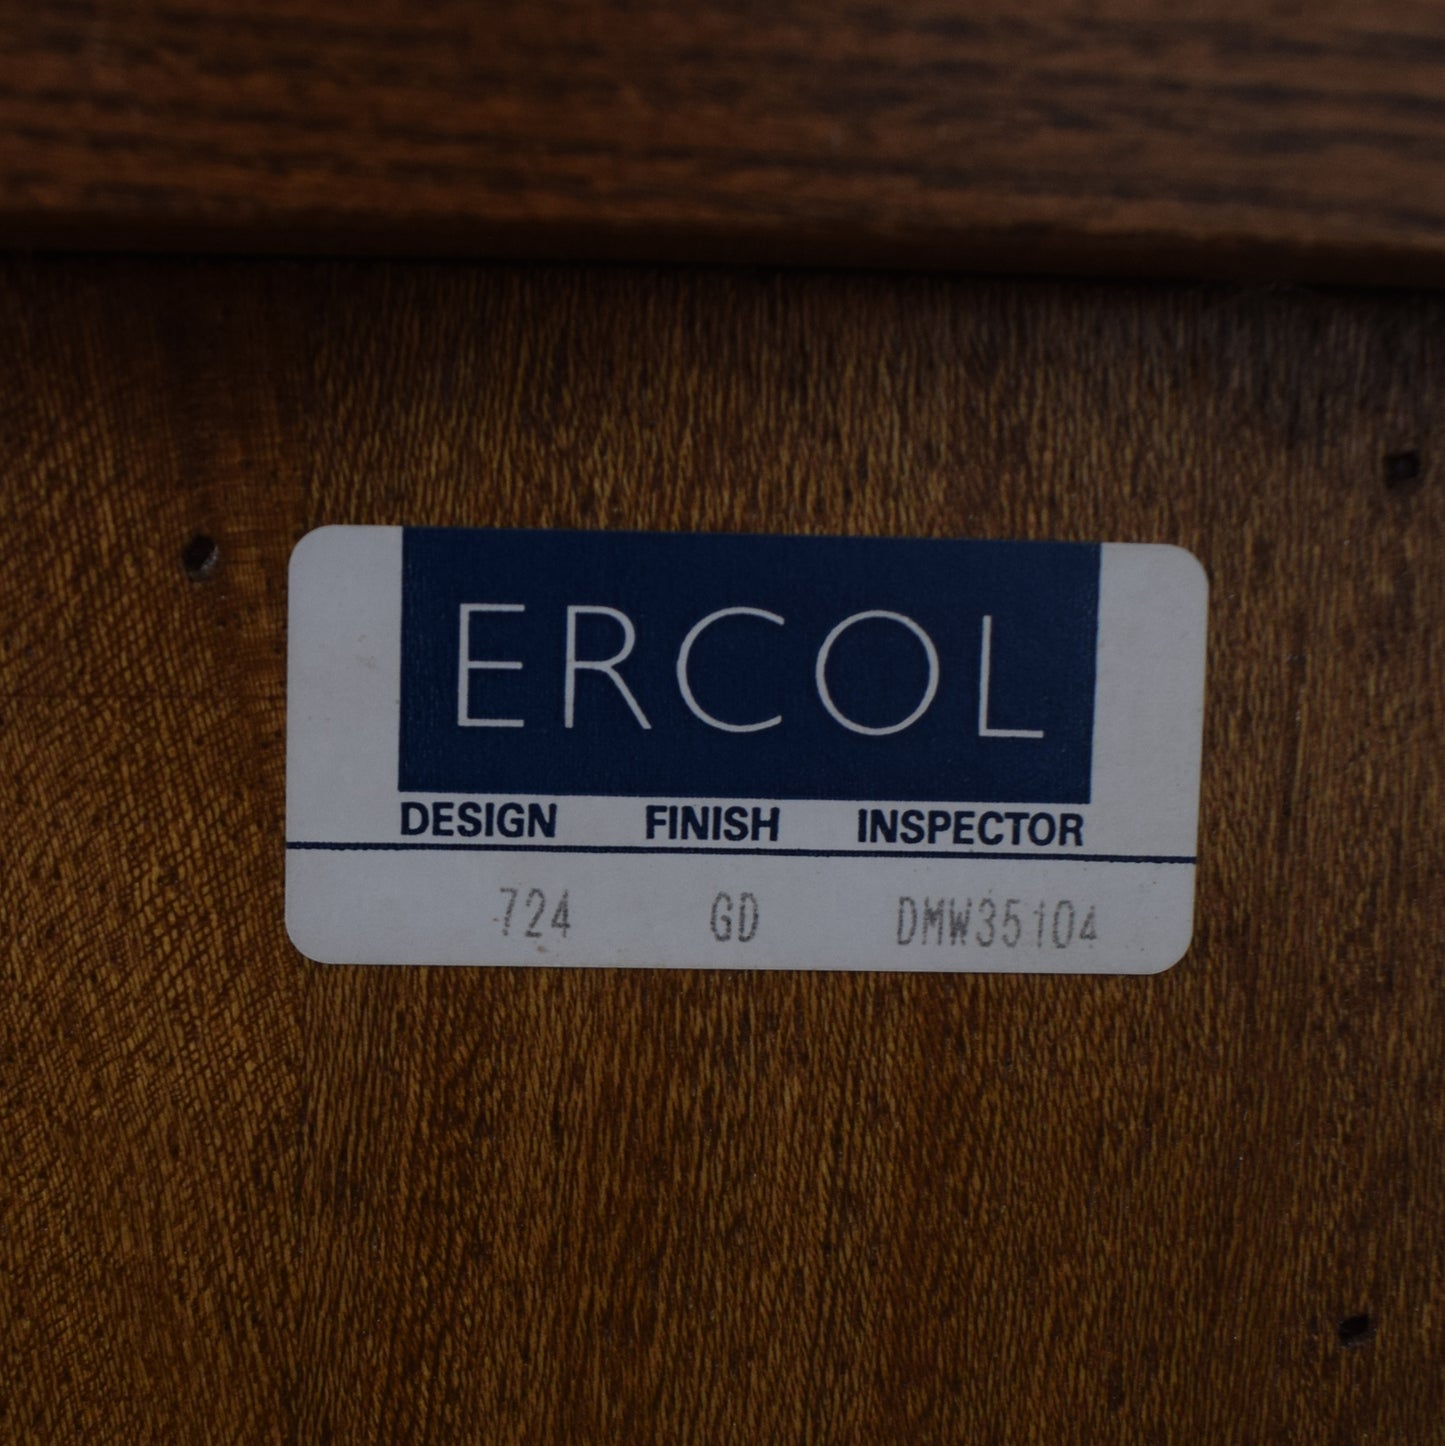 ERCOL
DESIGN FINISH INSPECTOR
724 GD DMW35104